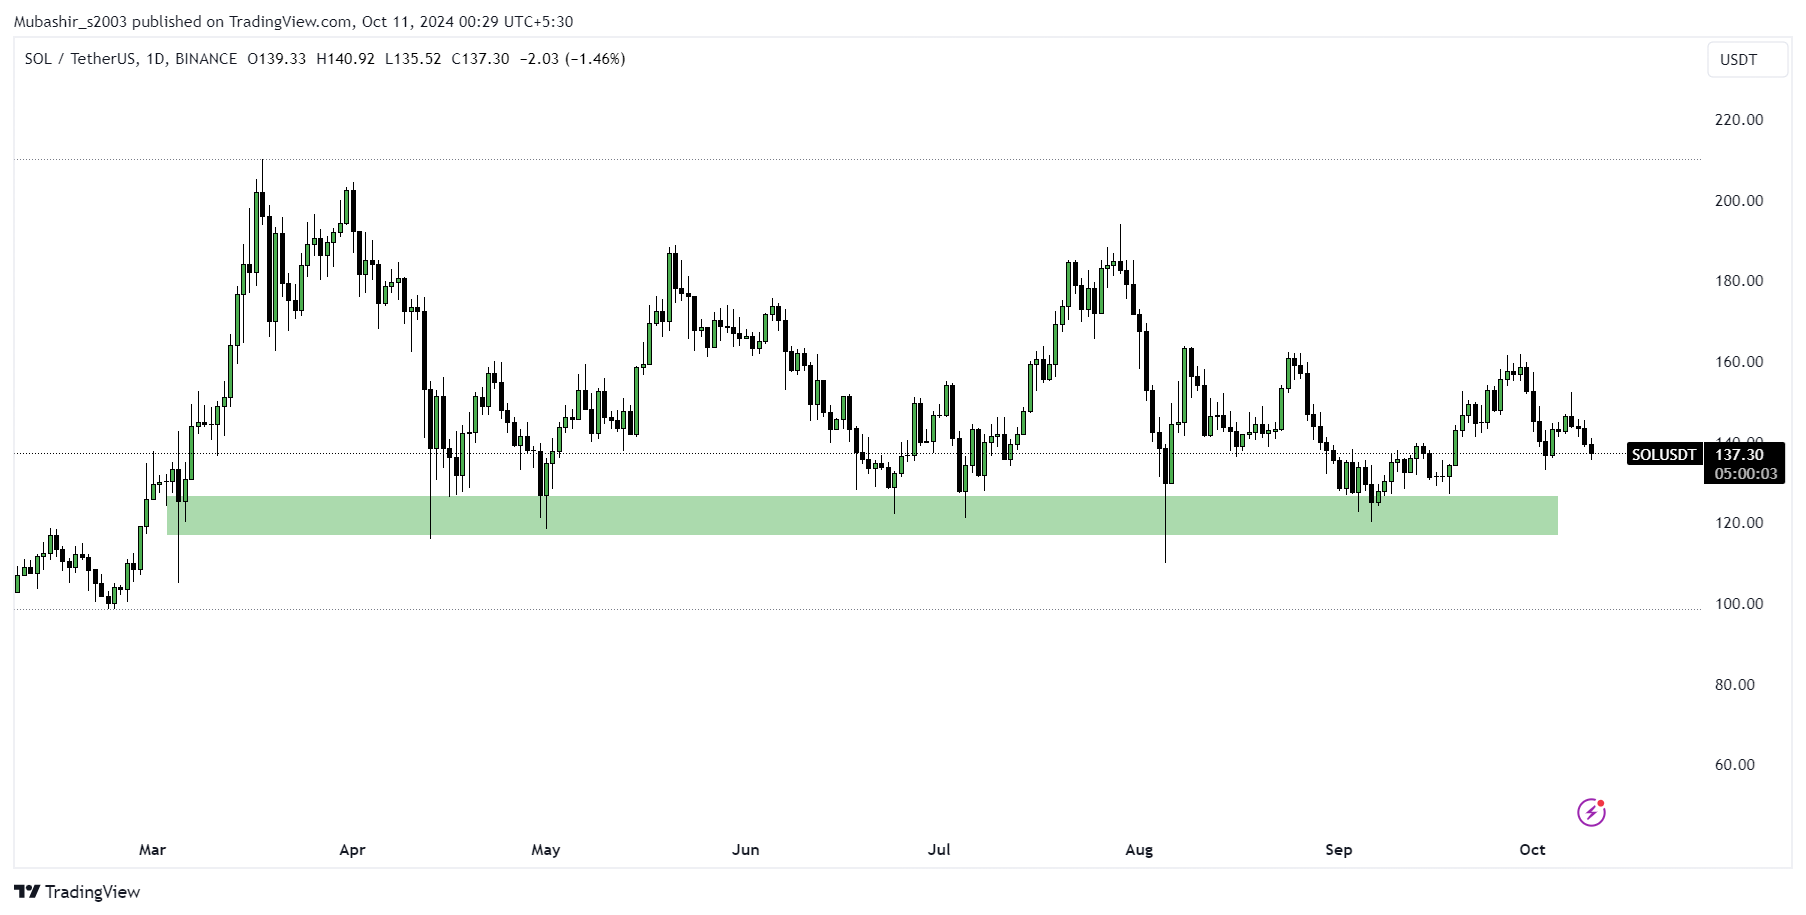 Mubashir_s2003 published on TradingView.com, Oct 11, 2024 00:29 UTC+5:30
SOL / TetherUS, 1D, BINANCE O139.33 H140.92 L135.52 C137.30 −2.03 (−1.46%)
USDT
220.00
200.00
180.00
160.00
140.00
SOLUSDT 137.30
05:00:03
120.00
100.00
80.00
60.00
Mar Apr May Jun Jul Aug Sep Oct
TradingView